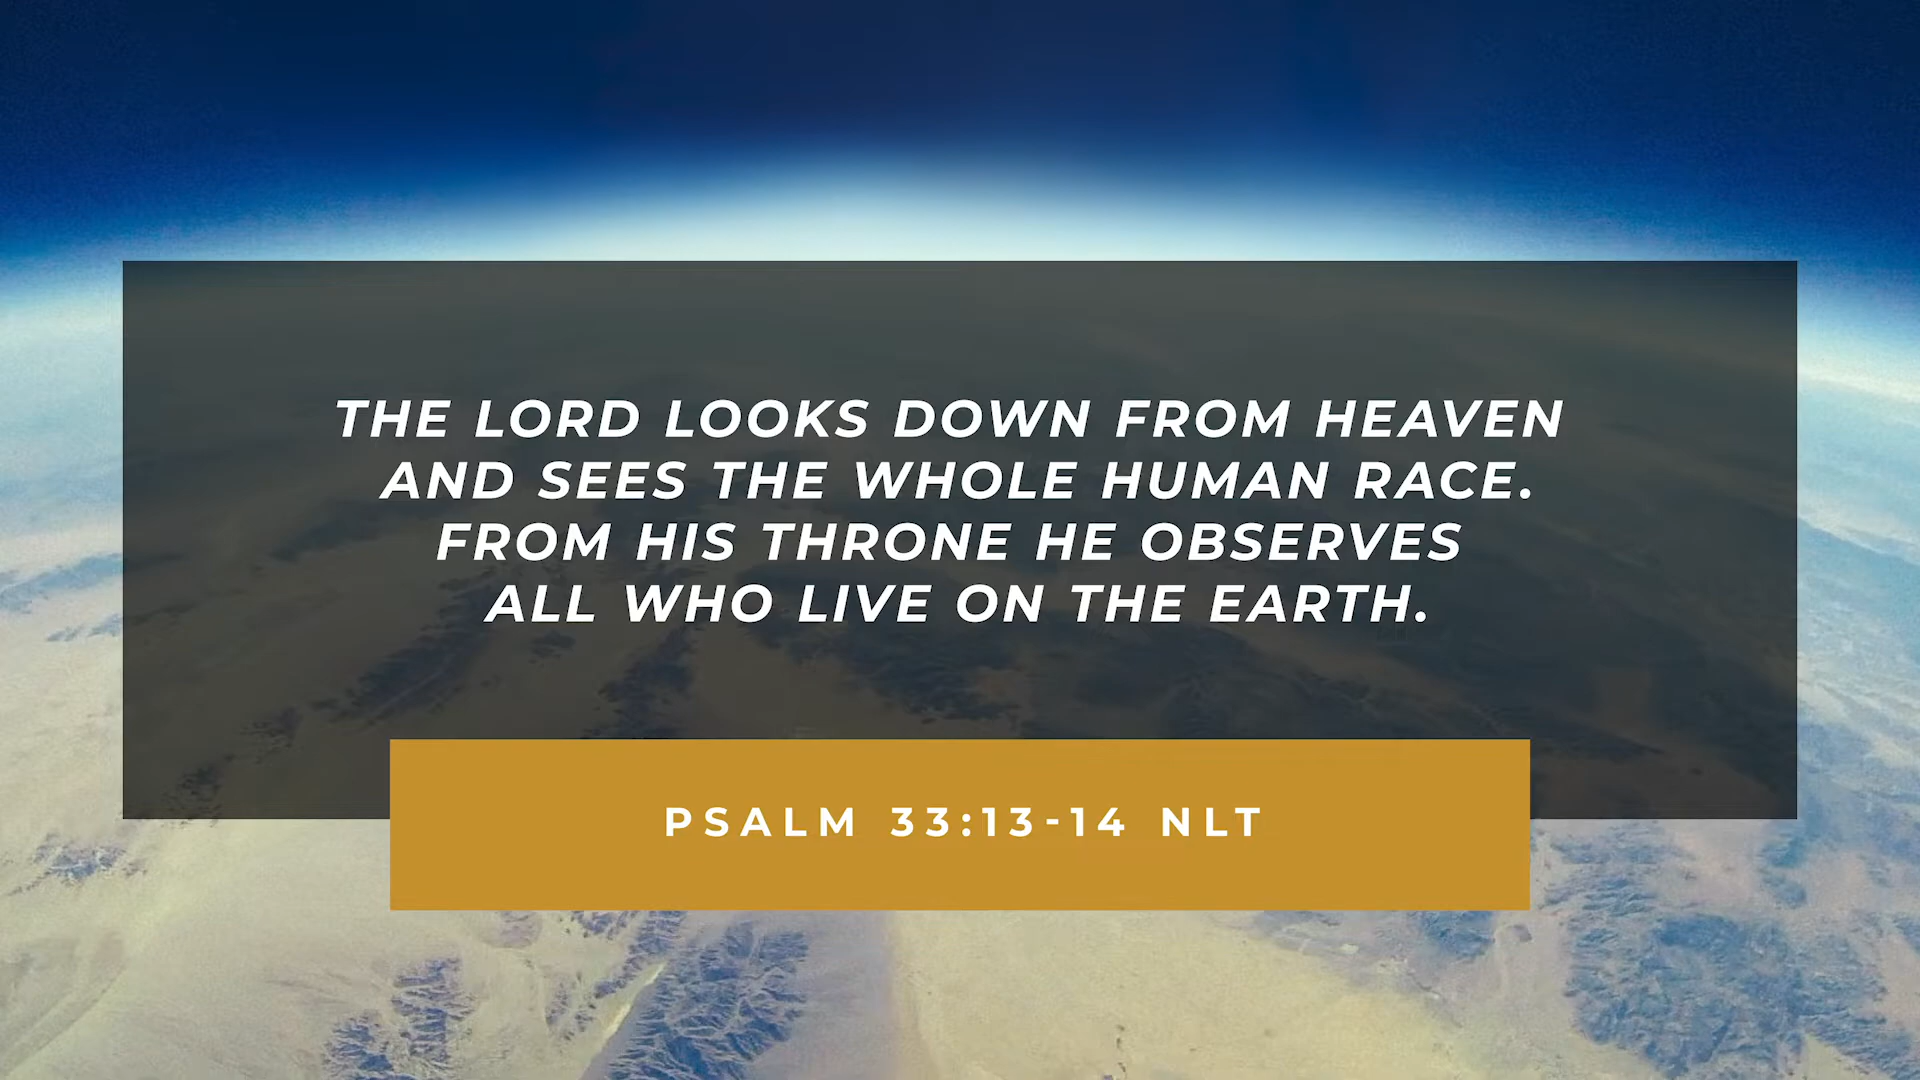 THE LORD LOOKS DOWN FROM HEAVEN
AND SEES THE WHOLE HUMAN RACE.
FROM HIS THRONE HE OBSERVES
ALL WHO LIVE ON THE EARTH.
PSALM 33:13-14 NLT